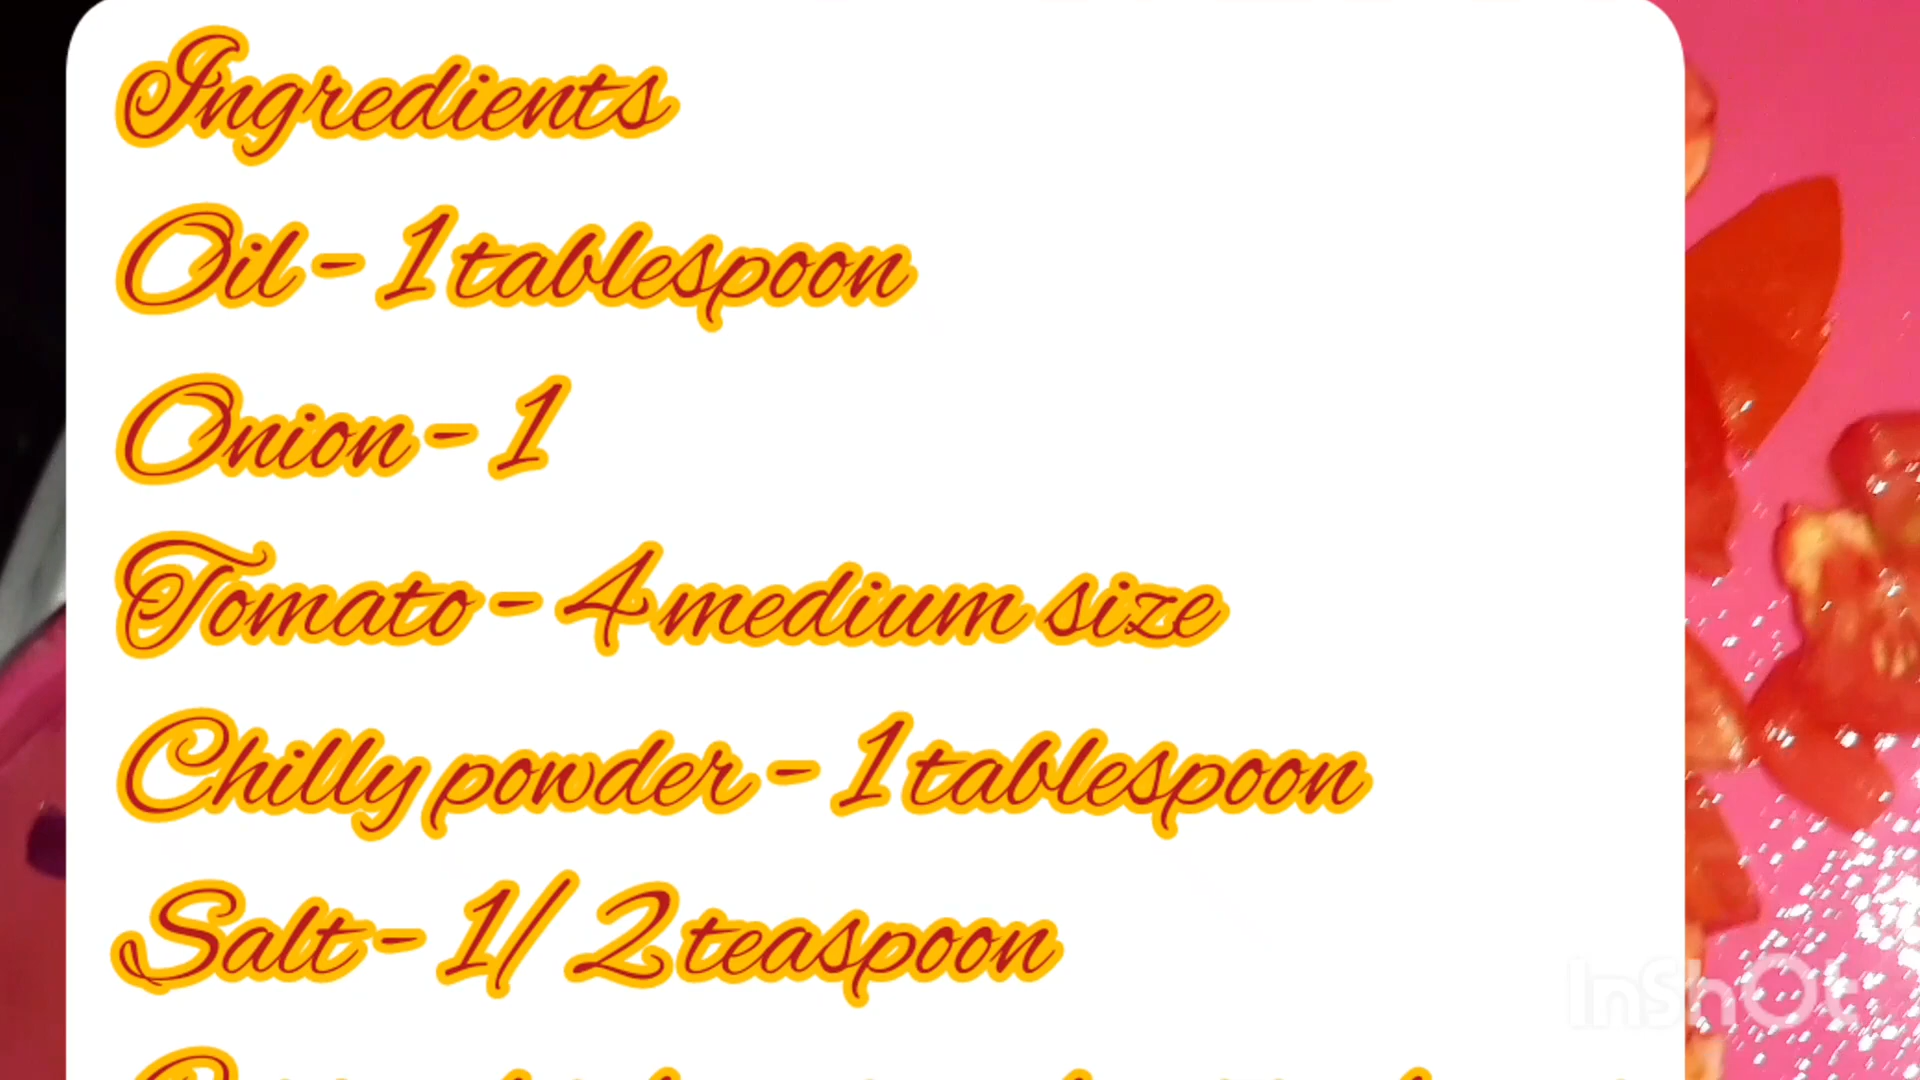 Ingredients
Oil - 1 tablespoon
Onion - 1
Tomato - 4 medium size
Chilly powder - 1 tablespoon
Salt - 1/ 2 teaspoon
InShOt